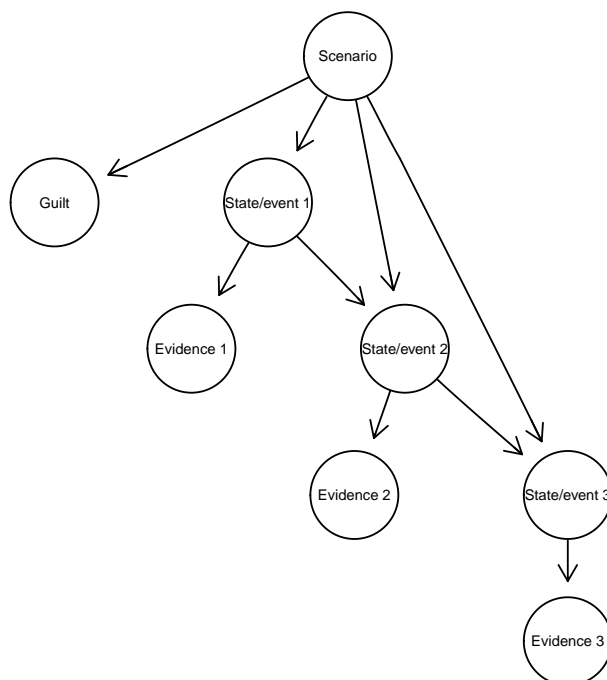 Scenario
Guilt
State/event 1
Evidence 1
State/event 2
Evidence 2
State/event 3
Evidence 3